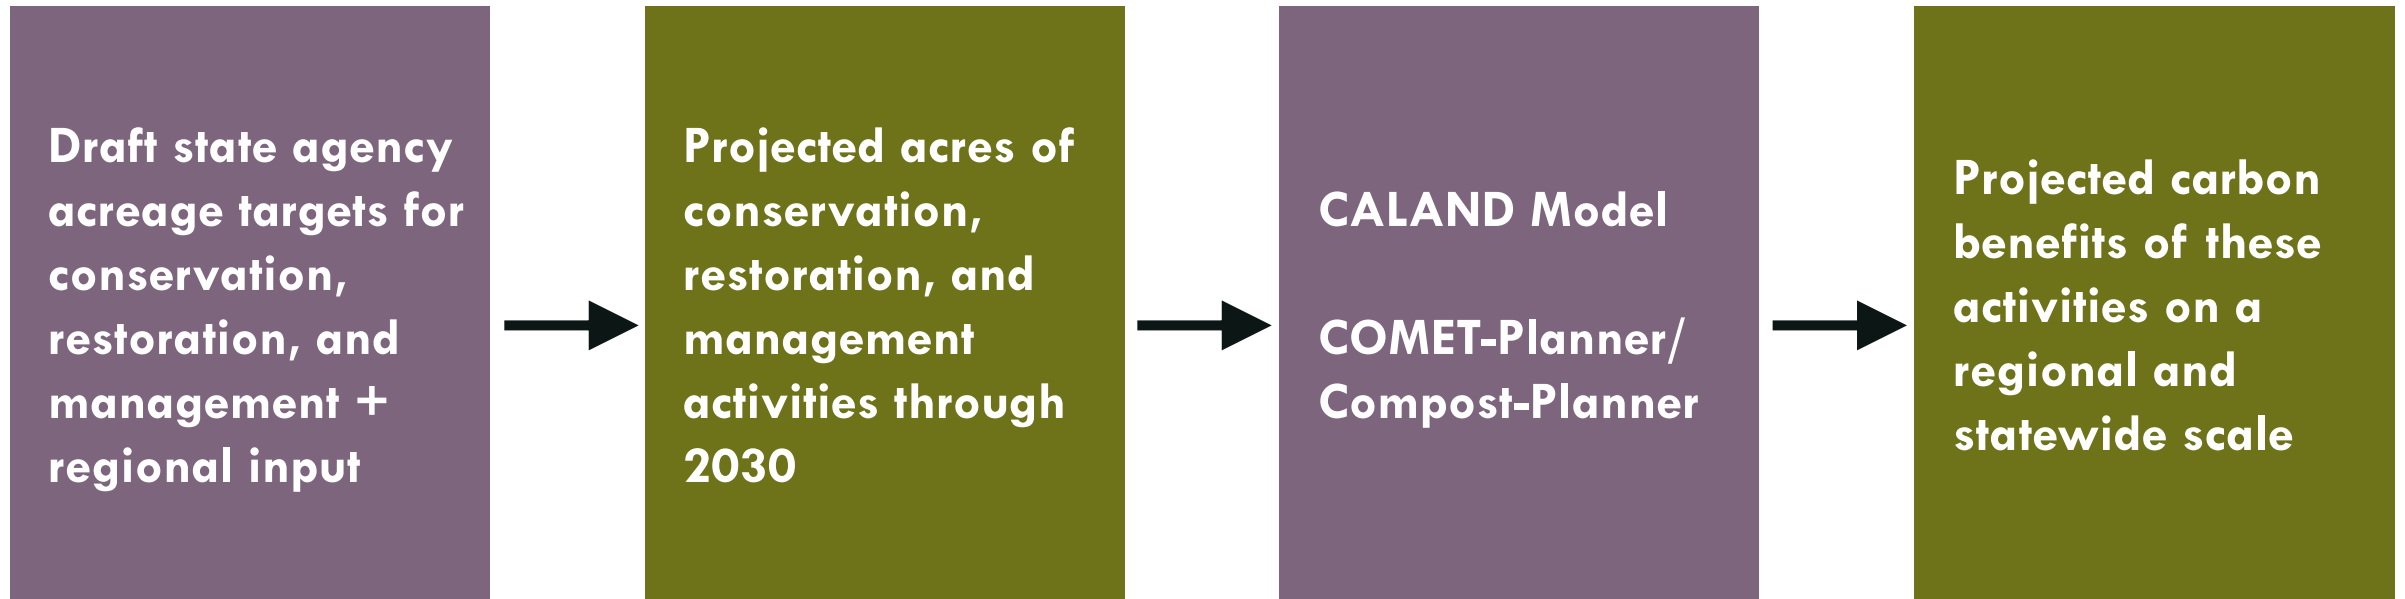 Draft state agency
acreage targets for
conservation,
restoration, and
management +
regional input
Projected acres of
conservation,
restoration, and
management
activities through
2030
CALAND Model
COMET-Planner/
Compost-Planner
Projected carbon
benefits of these
activities on a
regional and
statewide scale